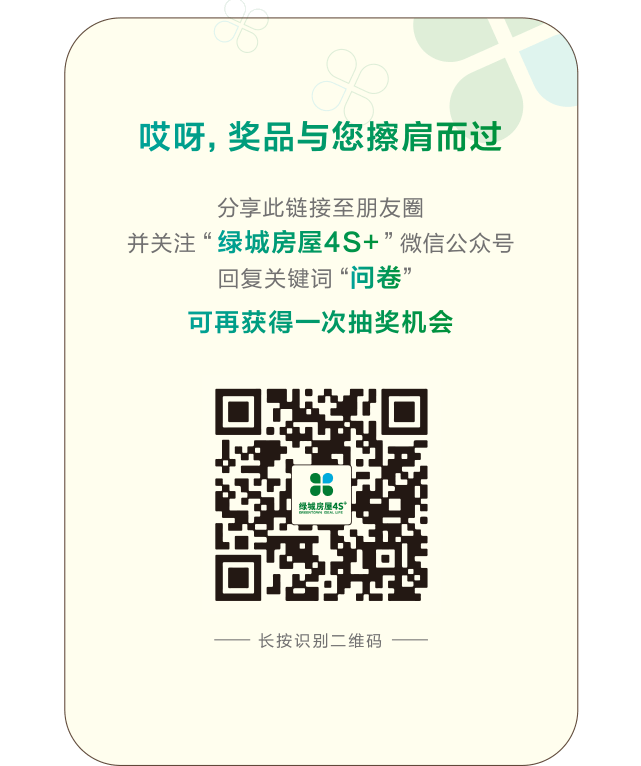 哎呀，奖品与您擦肩而过
分享此链接至朋友圈
并关注“绿城房屋4S+”微信公众号
回复关键词“问卷”
可再获得一次抽奖机会
绿城房屋4S+
GREENTOWN IDEAL LIFE
长按识别二维码